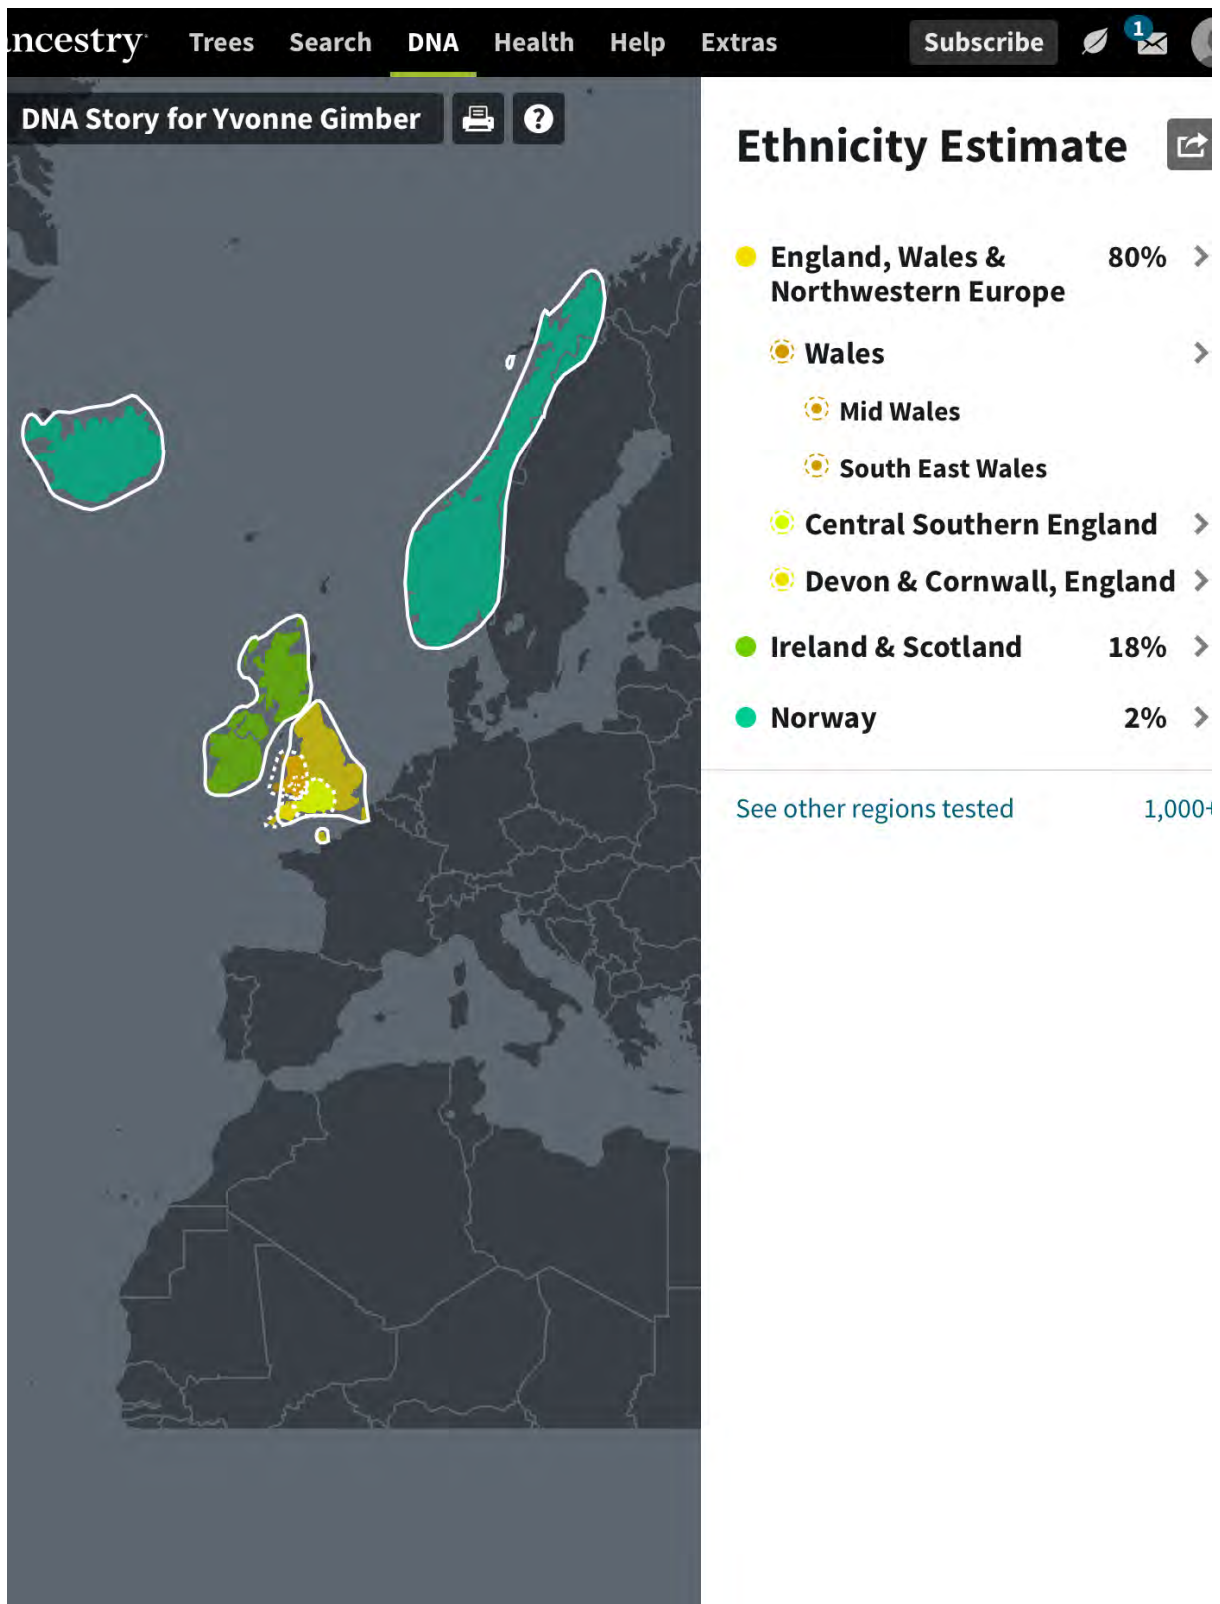 ancestry Trees Search DNA Health Help Extras Subscribe 1
DNA Story for Yvonne Gimber ?
Ethnicity Estimate
England, Wales & 80%
Northwestern Europe
Wales
Mid Wales
South East Wales
Central Southern England
Devon & Cornwall, England
Ireland & Scotland 18%
Norway 2%
See other regions tested 1,000+